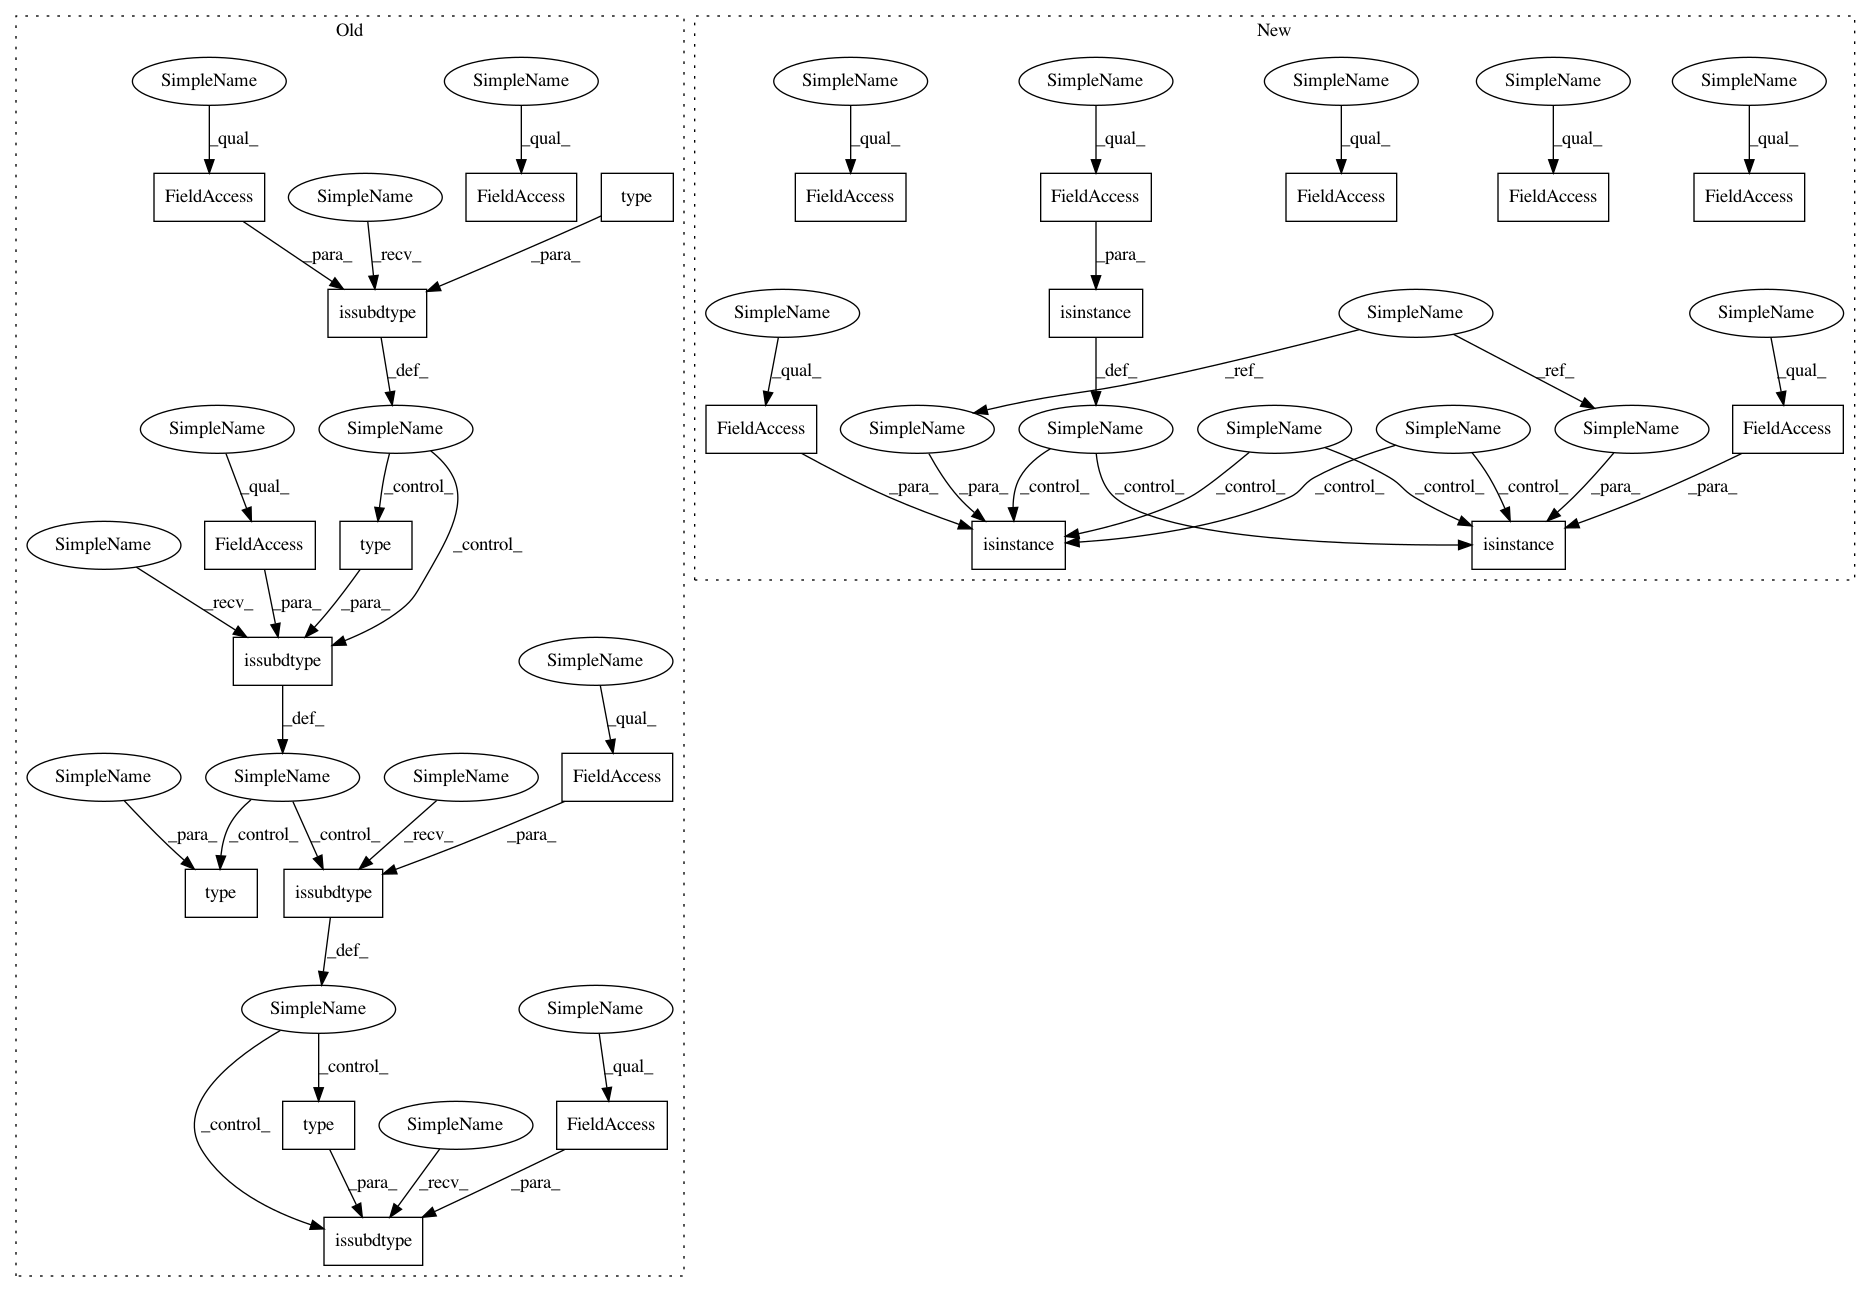 Old
New
SimpleName
SimpleName
SimpleName
SimpleName
SimpleName
SimpleName
SimpleName
_qual_
_qual_
_qual_
_qual_
_qual_
_qual_
_qual_
FieldAccess
SimpleName
FieldAccess
type
FieldAccess
FieldAccess
FieldAccess
FieldAccess
FieldAccess
_para_
_recv_
_para_
_para_
issubdtype
SimpleName
isinstance
SimpleName
SimpleName
_def_
_qual_
_def_
_ref_
_ref_
_qual_
SimpleName
SimpleName
FieldAccess
SimpleName
SimpleName
SimpleName
SimpleName
SimpleName
FieldAccess
_qual_
_control_
_para_
_para_
_control_
_control_
_control_
_control_
_control_
_control_
_para_
_para_
SimpleName
FieldAccess
type
_control_
isinstance
isinstance
_recv_
_para_
_para_
issubdtype
SimpleName
_def_
_qual_
SimpleName
SimpleName
SimpleName
FieldAccess
_para_
_control_
_control_
_recv_
_para_
type
issubdtype
_def_
SimpleName
SimpleName
_control_
_qual_
_control_
type
SimpleName
FieldAccess
_para_
_recv_
_para_
issubdtype